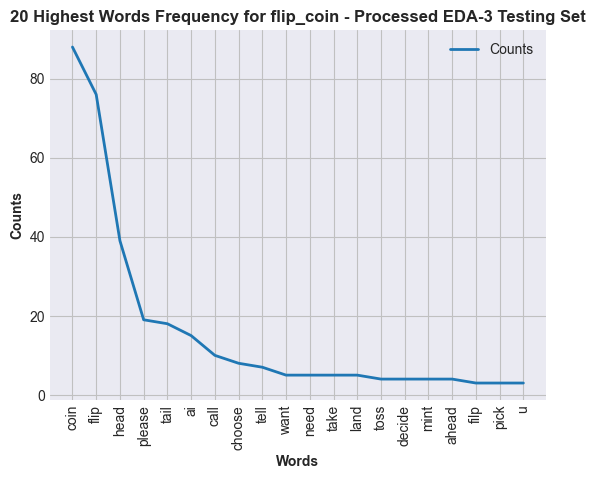 20 Highest Words Frequency for flip_coin - Processed EDA-3 Testing Set
Counts
80
60
40
20
0
Counts
coin
flip
head
please
tail
ai
call
choose
tell
want
need
take
land
toss
decide
mint
ahead
filp
pick
u
Words